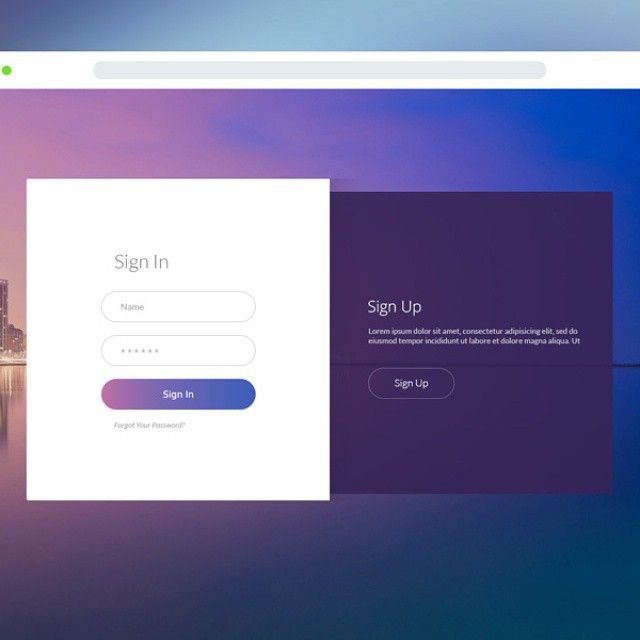 Sign In
Name
******
Sign In
Forgot Your Password?
Sign Up
Lorem ipsum dolor sit amet, consectetur adipisicing elit, sed do
eiusmod tempor incididunt ut labore et dolore magna aliqua. Ut
Sign Up